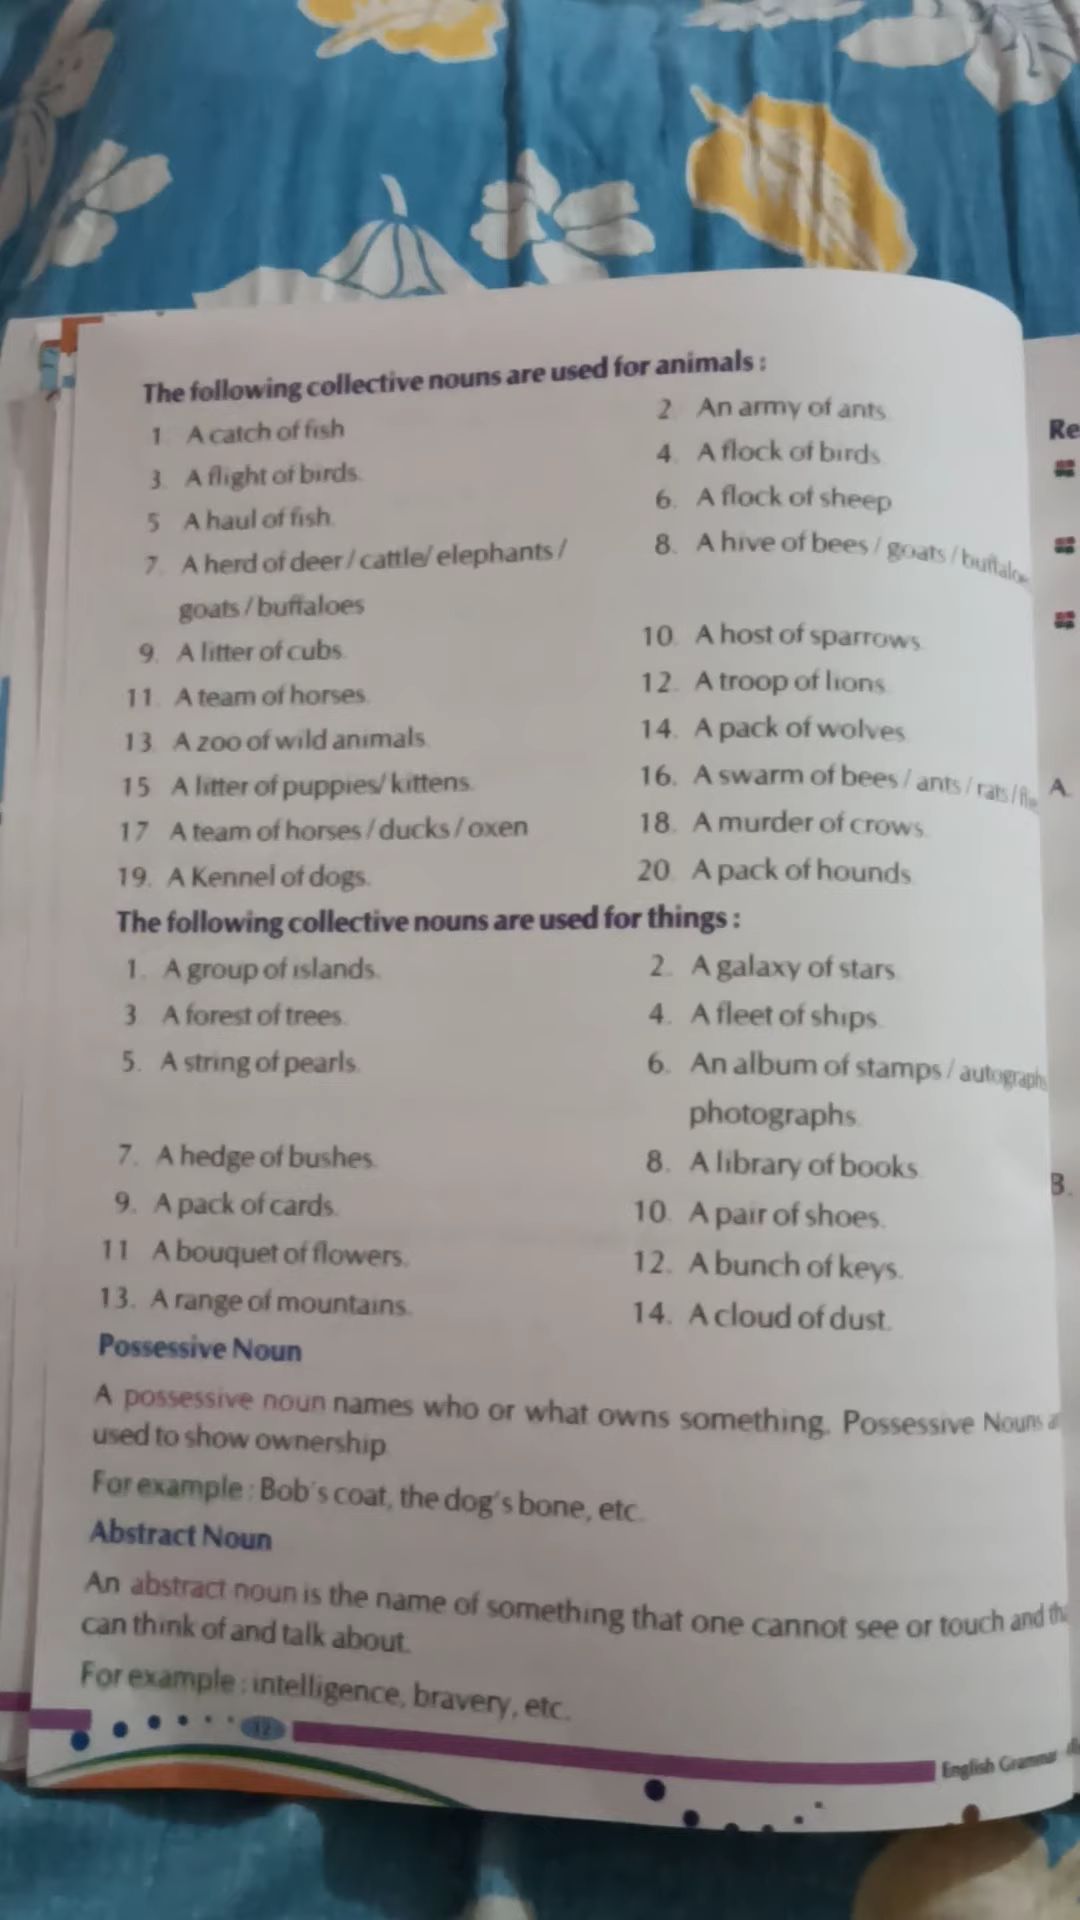 The following collective nouns are used for animals :
1. A catch of fish
2. An army of ants
3. A flight of birds.
4. A flock of birds
5 A haul of fish.
6. A flock of sheep
7. A herd of deer / cattle/ elephants /
goats / buffaloes
8. A hive of bees / goats /
9. A litter of cubs.
10. A host of sparrows
11. A team of horses.
12. A troop of lions
13 A zoo of wild animals.
14. A pack of wolves
15 A litter of puppies/ kittens.
16. A swarm of bees / ants / rats /
17 A team of horses / ducks / oxen
18. A murder of crows
19. A Kennel of dogs.
20. A pack of hounds
The following collective nouns are used for things :
1. A group of islands.
2. A galaxy of stars
3 A forest of trees.
4. A fleet of ships.
5. A string of pearls.
6. An album of stamps /
photographs.
7. A hedge of bushes.
8. A library of books
9. A pack of cards.
10. A pair of shoes.
11 A bouquet of flowers.
12. A bunch of keys.
13. A range of mountains.
14. A cloud of dust.
Possessive Noun
A possessive noun names who or what owns something. Possessive Nouns
used to show ownership
For example : Bob's coat, the dog's bone, etc.
Abstract Noun
An abstract noun is the name of something that one cannot see or touch and
can think of and talk about.
For example : intelligence, bravery, etc.
12
English
Re
A.
B.